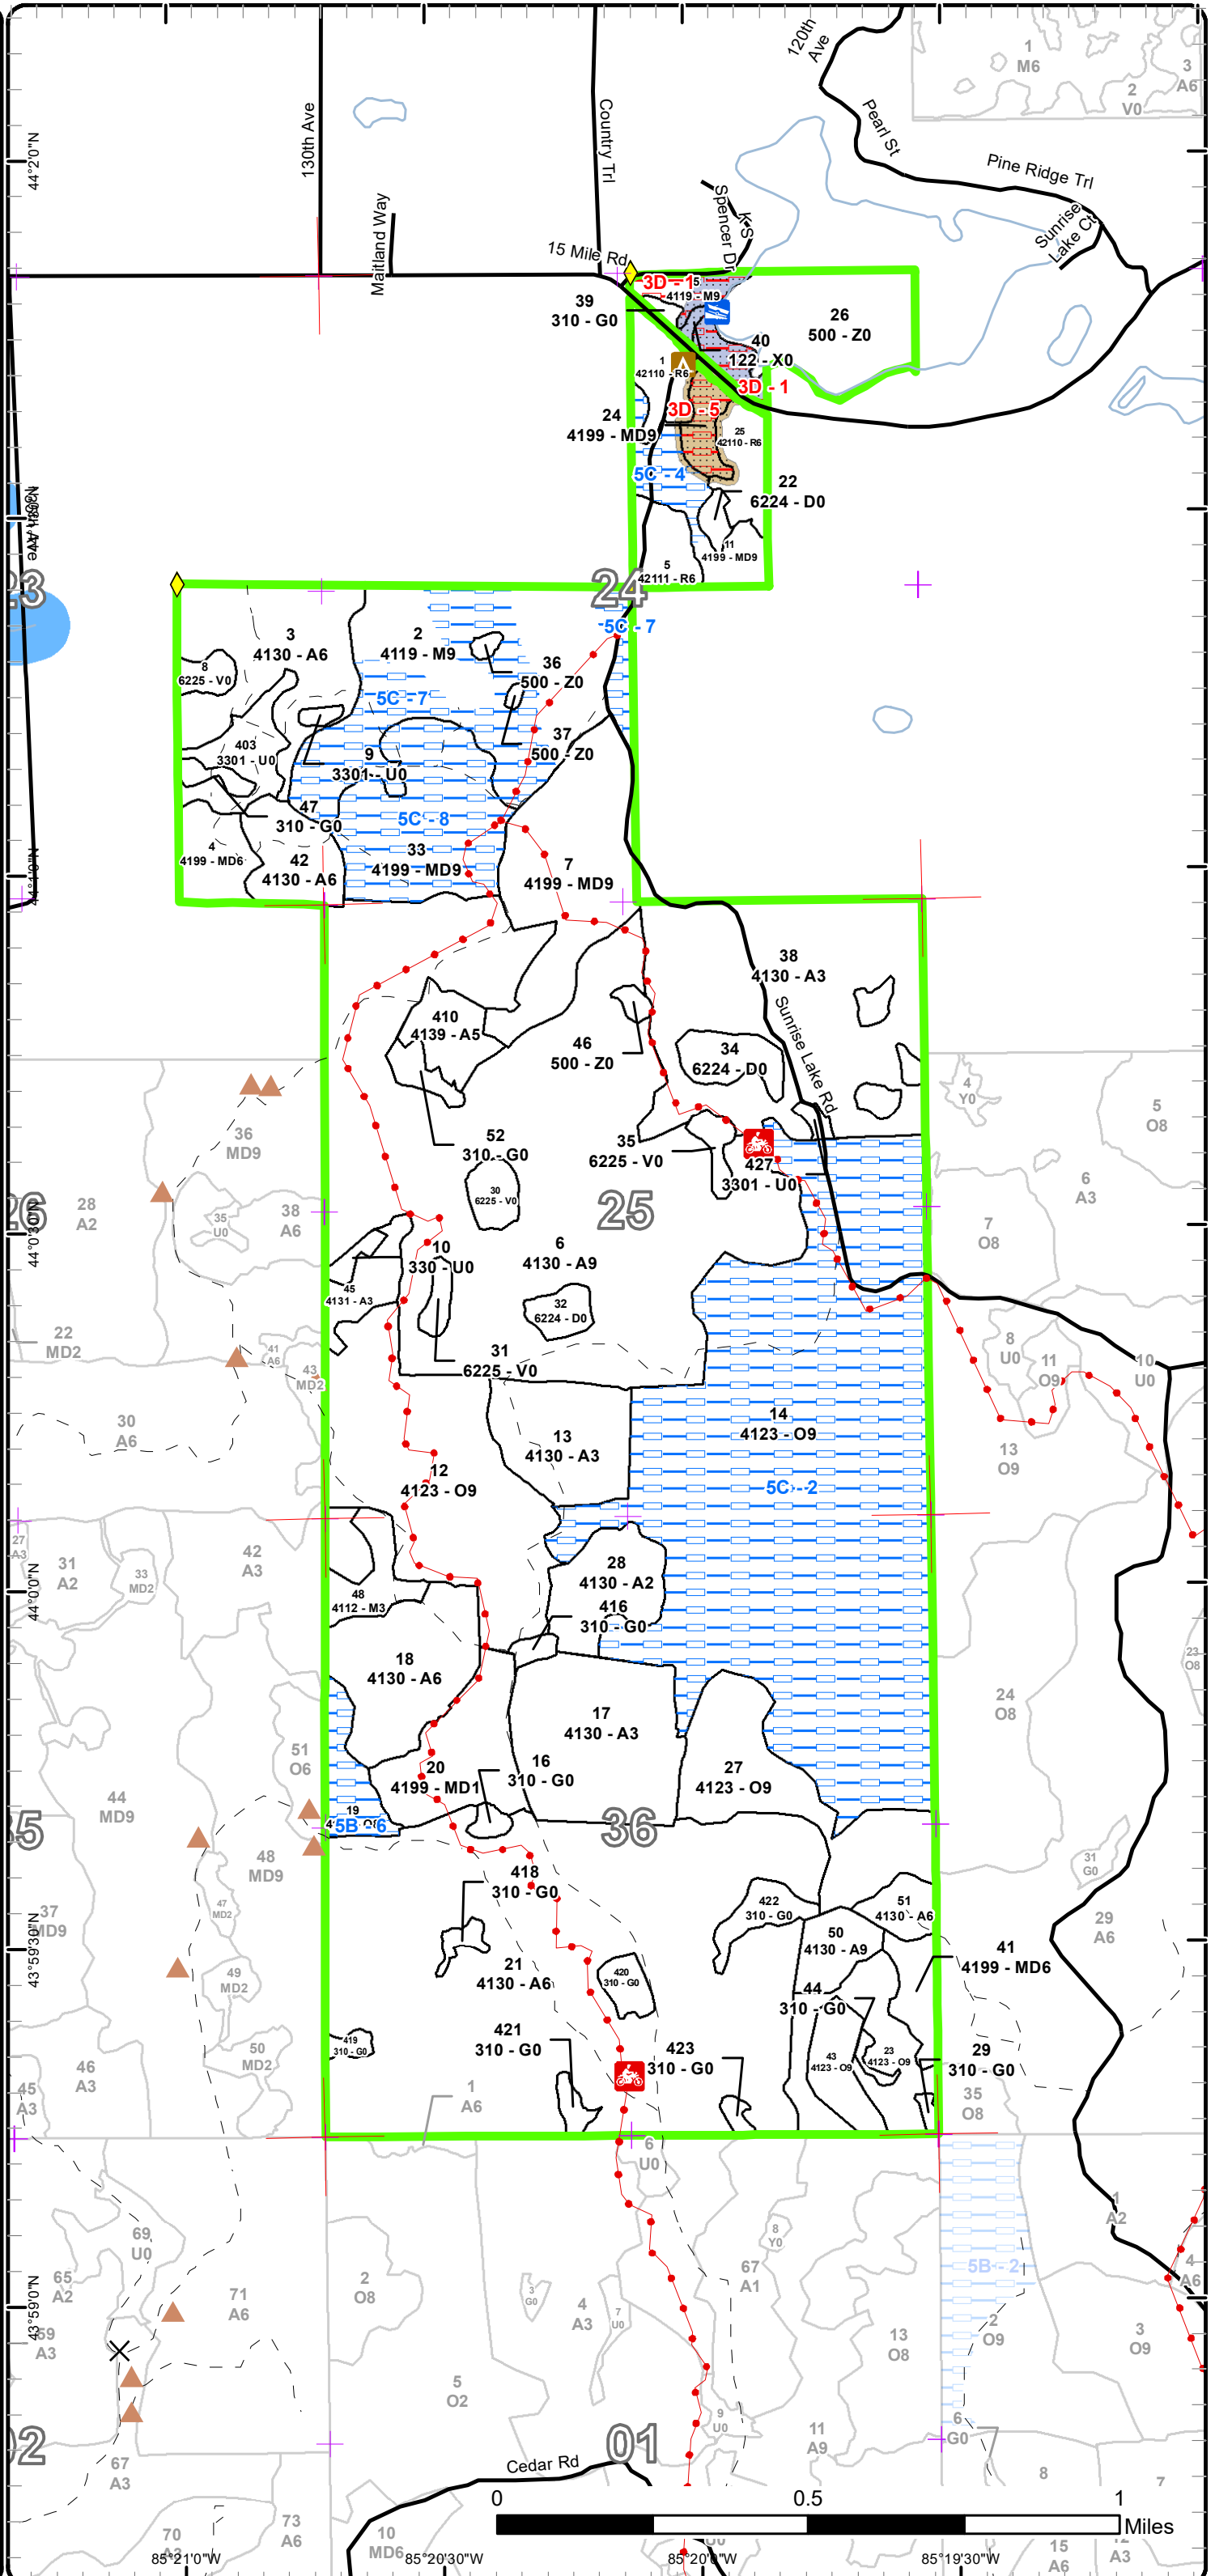 120th
Ave
1
M6
3
A6
2
V0
130th Ave
Country Trl
Pearl St
Pine Ridge Trl
44°2'0"N
Maitland Way
Spencer Dr
K S
Sunrise
Lake Ct
15 Mile Rd
3D - 1
5
4119 - M9
39
310 - G0
26
500 - Z0
40
122 - X0
1
42110 - R6
3D - 1
3D - 5
24
4199 - MD9
25
42110 - R6
5C - 4
22
6224 - D0
11
4199 - MD9
5
42111 - R6
23
24
5C - 7
3
4130 - A6
2
4119 - M9
8
6225 - V0
36
500 - Z0
5C - 7
37
500 - Z0
403
3301 - U0
9
3301 - U0
47
310 - G0
5C - 8
4
4199 - MD6
42
4130 - A6
33
4199 - MD9
7
4199 - MD9
44°1'0"N
38
4130 - A3
410
4139 - A5
46
500 - Z0
34
6224 - D0
Sunrise Lake Rd
4
Y0
5
O8
36
MD9
52
310 - G0
35
6225 - V0
427
3301 - U0
30
6225 - V0
26
25
28
A2
35
U0
38
A6
6
A3
7
O8
44°0'30"N
10
330 - U0
6
4130 - A9
45
4131 - A3
32
6224 - D0
22
MD2
41
A6
43
MD2
31
6225 - V0
8
U0
11
O9
10
U0
30
A6
13
4130 - A3
14
4123 - O9
13
O9
12
4123 - O9
5C - 2
27
A3
31
A2
33
MD2
42
A3
44°0'0"N
28
4130 - A2
48
4112 - M3
416
310 - G0
18
4130 - A6
23
O8
24
O8
17
4130 - A3
51
O6
20
4199 - MD1
16
310 - G0
27
4123 - O9
44
MD9
19
5B - 6
35
36
48
MD9
31
G0
418
310 - G0
422
310 - G0
51
4130 - A6
47
MD2
37
MD9
29
A6
50
4130 - A9
41
4199 - MD6
43°59'30"N
21
4130 - A6
420
310 - G0
49
MD2
44
310 - G0
419
310 - G0
421
310 - G0
423
310 - G0
43
4123 - O9
23
4123 - O9
29
310 - G0
50
MD2
46
A3
45
A3
1
A6
35
O8
6
U0
1
A2
69
U0
8
Y0
65
A2
71
A6
2
O8
3
G0
4
A3
7
U0
67
A1
5B - 2
4
A6
43°59'0"N
59
A3
13
O8
2
O9
3
O9
5
O2
9
U0
11
A9
6
G0
02
01
67
A3
Cedar Rd
8
7
0
0.5
1
Miles
73
A6
70
A3
10
MD6
U0
15
A6
12
A3
85°21'0"W
85°20'30"W
85°20'0"W
85°19'30"W